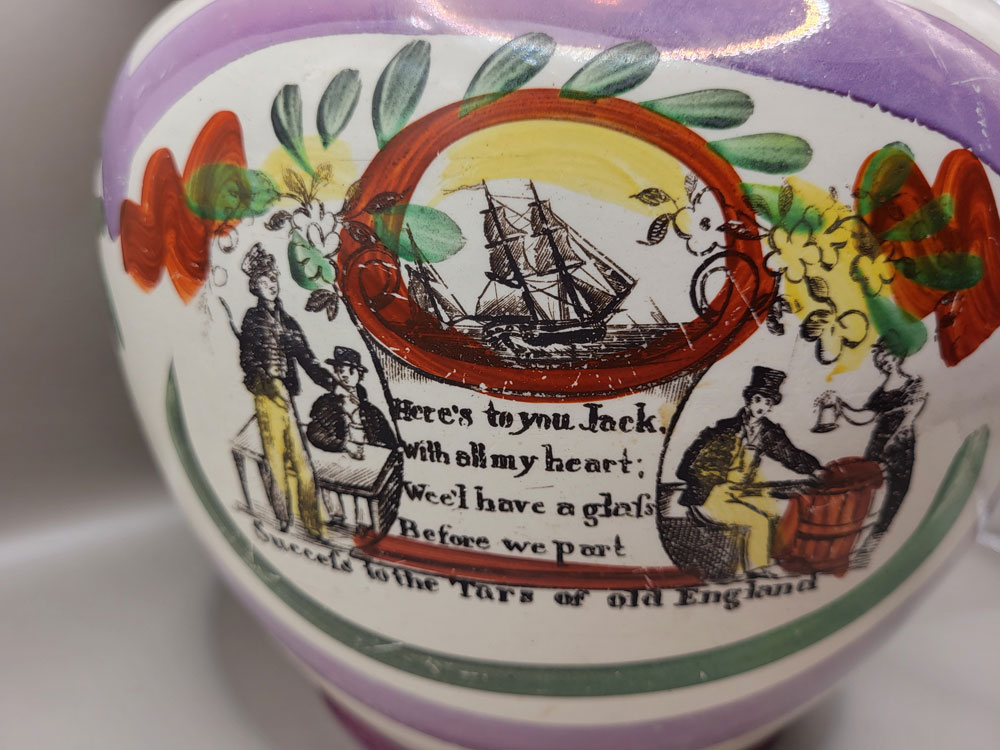 Here's to you Jack,
With all my heart;
Wee'l have a glaſs
Before we part
Succeſs to the Tars of old England